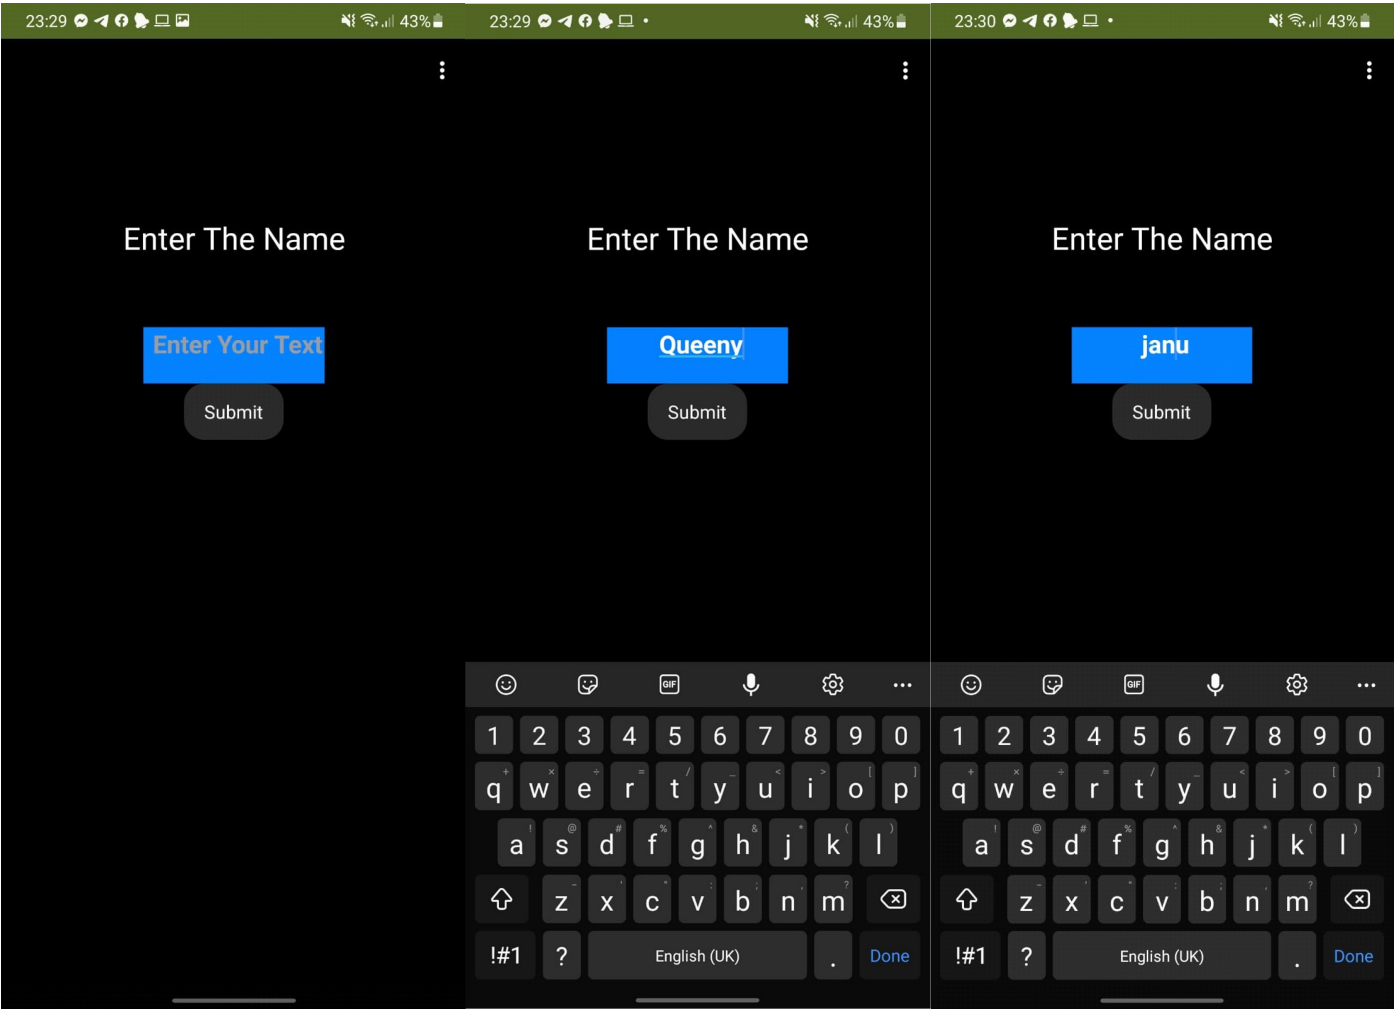 23:29 43%
Enter The Name
Enter Your Text
Submit
23:29 43%
Enter The Name
Queeny
Submit
GIF
1 2 3 4 5 6 7 8 9 0
q w e r t y u i o p
a s d f g h j k l
z x c v b n m
!#1 ? English (UK) . Done
23:30 43%
Enter The Name
janu
Submit
GIF
1 2 3 4 5 6 7 8 9 0
q w e r t y u i o p
a s d f g h j k l
z x c v b n m
!#1 ? English (UK) . Done